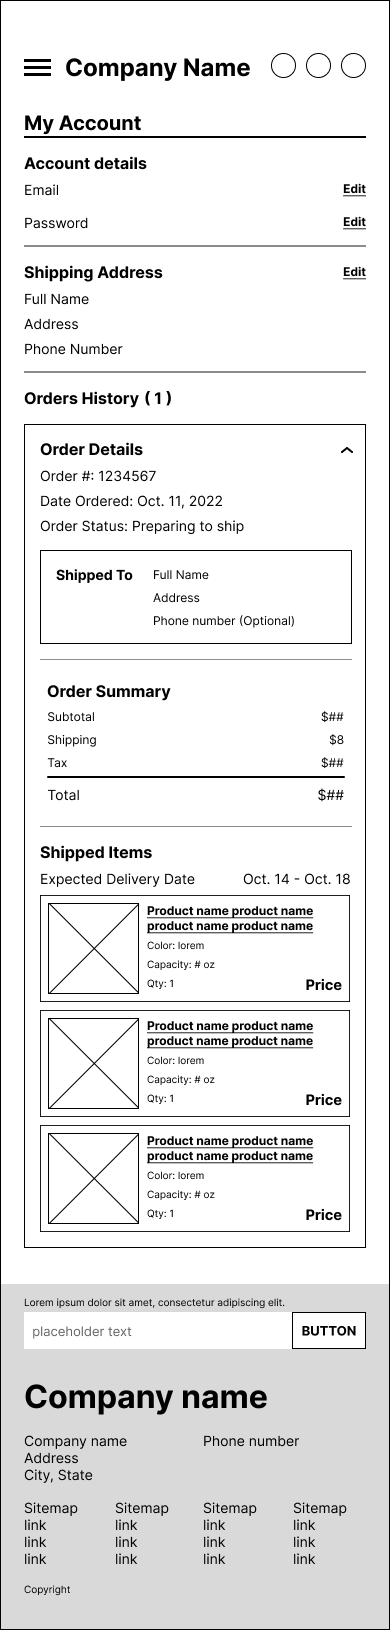 Company Name
My Account
Account details
Email Edit
Password Edit
Shipping Address Edit
Full Name
Address
Phone Number
Orders History ( 1 )
Order Details
Order #: 1234567
Date Ordered: Oct. 11, 2022
Order Status: Preparing to ship
Shipped To Full Name
Address
Phone number (Optional)
Order Summary
Subtotal $##
Shipping $8
Tax $##
Total $##
Shipped Items
Expected Delivery Date Oct. 14 - Oct. 18
Product name product name
product name product name
Color: lorem
Capacity: # oz
Qty: 1 Price
Product name product name
product name product name
Color: lorem
Capacity: # oz
Qty: 1 Price
Product name product name
product name product name
Color: lorem
Capacity: # oz
Qty: 1 Price
Lorem ipsum dolor sit amet, consectetur adipiscing elit.
placeholder text BUTTON
Company name
Company name Phone number
Address
City, State
Sitemap Sitemap Sitemap Sitemap
link link link link
link link link link
link link link link
Copyright